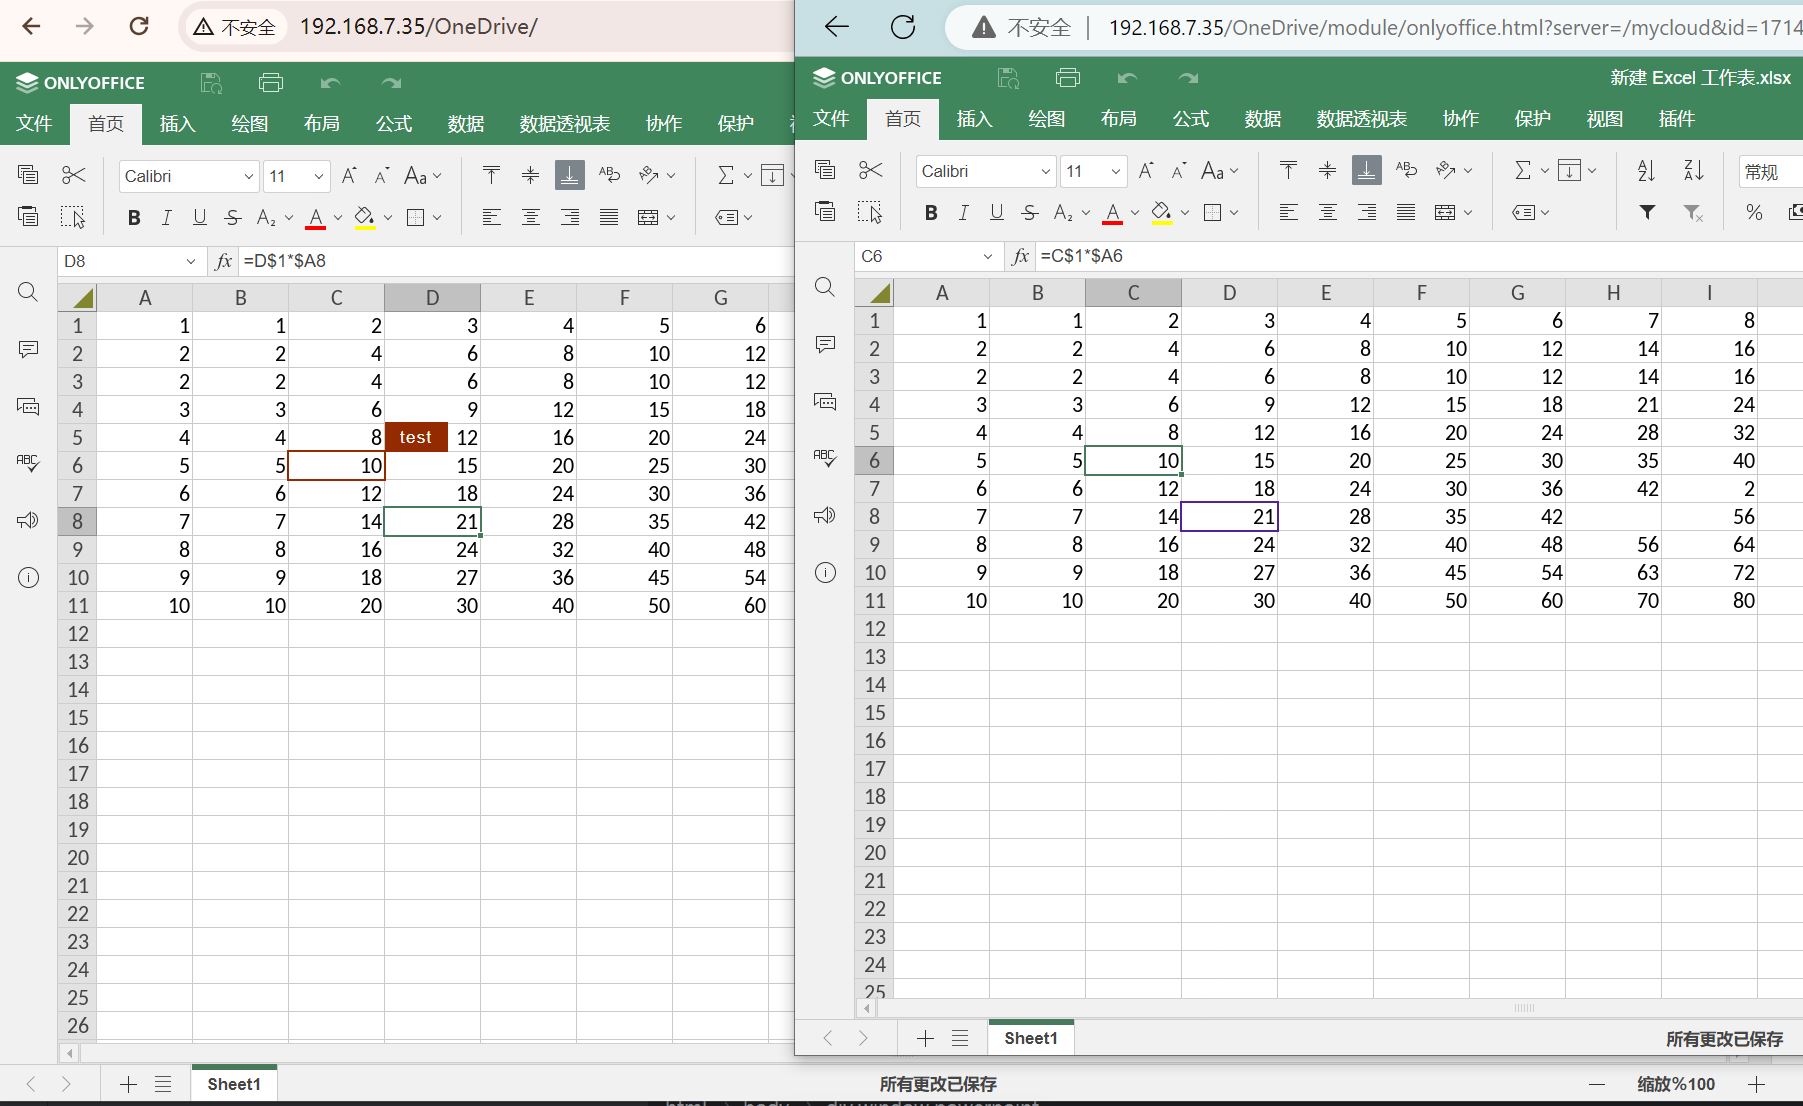 不安全 192.168.7.35/OneDrive/
ONLYOFFICE
文件 首页 插入 绘图 布局 公式 数据 数据透视表 协作 保护
Calibri 11
D8 fx =D$1*$A8
A B C D E F G
1 1 1 2 3 4 5 6
2 2 2 4 6 8 10 12
3 2 2 4 6 8 10 12
4 3 3 6 9 12 15 18
5 4 4 8 test 12 16 20 24
6 5 5 10 15 20 25 30
7 6 6 12 18 24 30 36
8 7 7 14 21 28 35 42
9 8 8 16 24 32 40 48
10 9 9 18 27 36 45 54
11 10 10 20 30 40 50 60
12
13
14
15
16
17
18
19
20
21
22
23
24
25
26
Sheet1 所有更改已保存 缩放%100
不安全 192.168.7.35/OneDrive/module/onlyoffice.html?server=/mycloud&id=1714
ONLYOFFICE 新建 Excel 工作表.xlsx
文件 首页 插入 绘图 布局 公式 数据 数据透视表 协作 保护 视图 插件
Calibri 11 常规
C6 fx =C$1*$A6
A B C D E F G H I
1 1 1 2 3 4 5 6 7 8
2 2 2 4 6 8 10 12 14 16
3 2 2 4 6 8 10 12 14 16
4 3 3 6 9 12 15 18 21 24
5 4 4 8 12 16 20 24 28 32
6 5 5 10 15 20 25 30 35 40
7 6 6 12 18 24 30 36 42 2
8 7 7 14 21 28 35 42 56
9 8 8 16 24 32 40 48 56 64
10 9 9 18 27 36 45 54 63 72
11 10 10 20 30 40 50 60 70 80
12
13
14
15
16
17
18
19
20
21
22
23
24
25
Sheet1 所有更改已保存